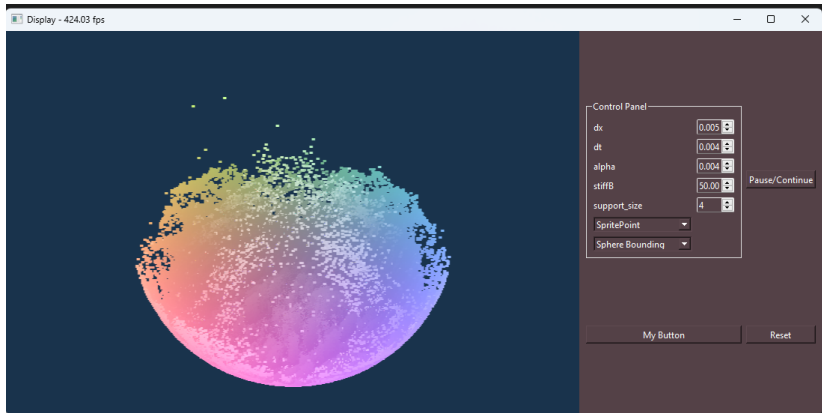 Display - 424.03 fps
Control Panel
dx 0.005
dt 0.004
alpha 0.004
stiffB 50.00
support_size 4
SpritePoint
Sphere Bounding
Pause/Continue
My Button
Reset